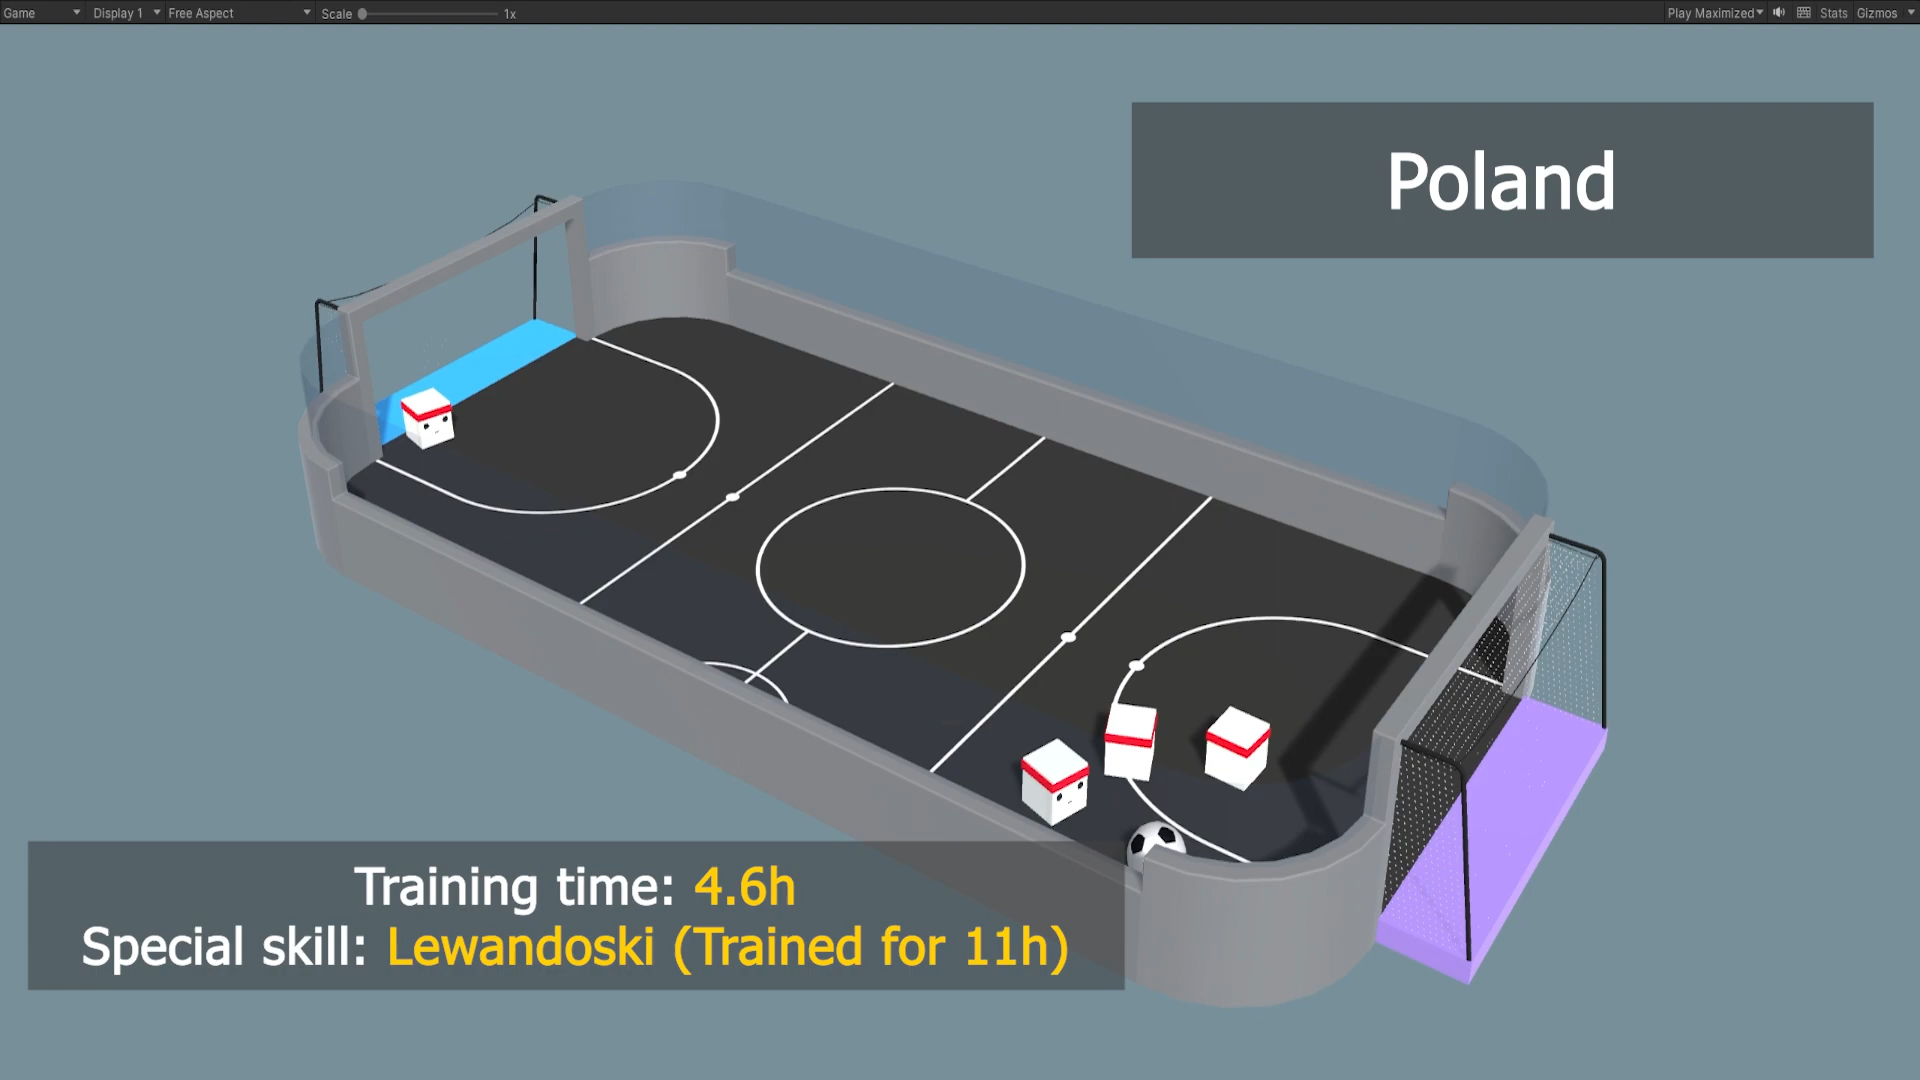 Game Display 1 Free Aspect Scale 1x Play Maximized Stats Gizmos
Poland
Training time: 4.6h
Special skill: Lewandoski (Trained for 11h)